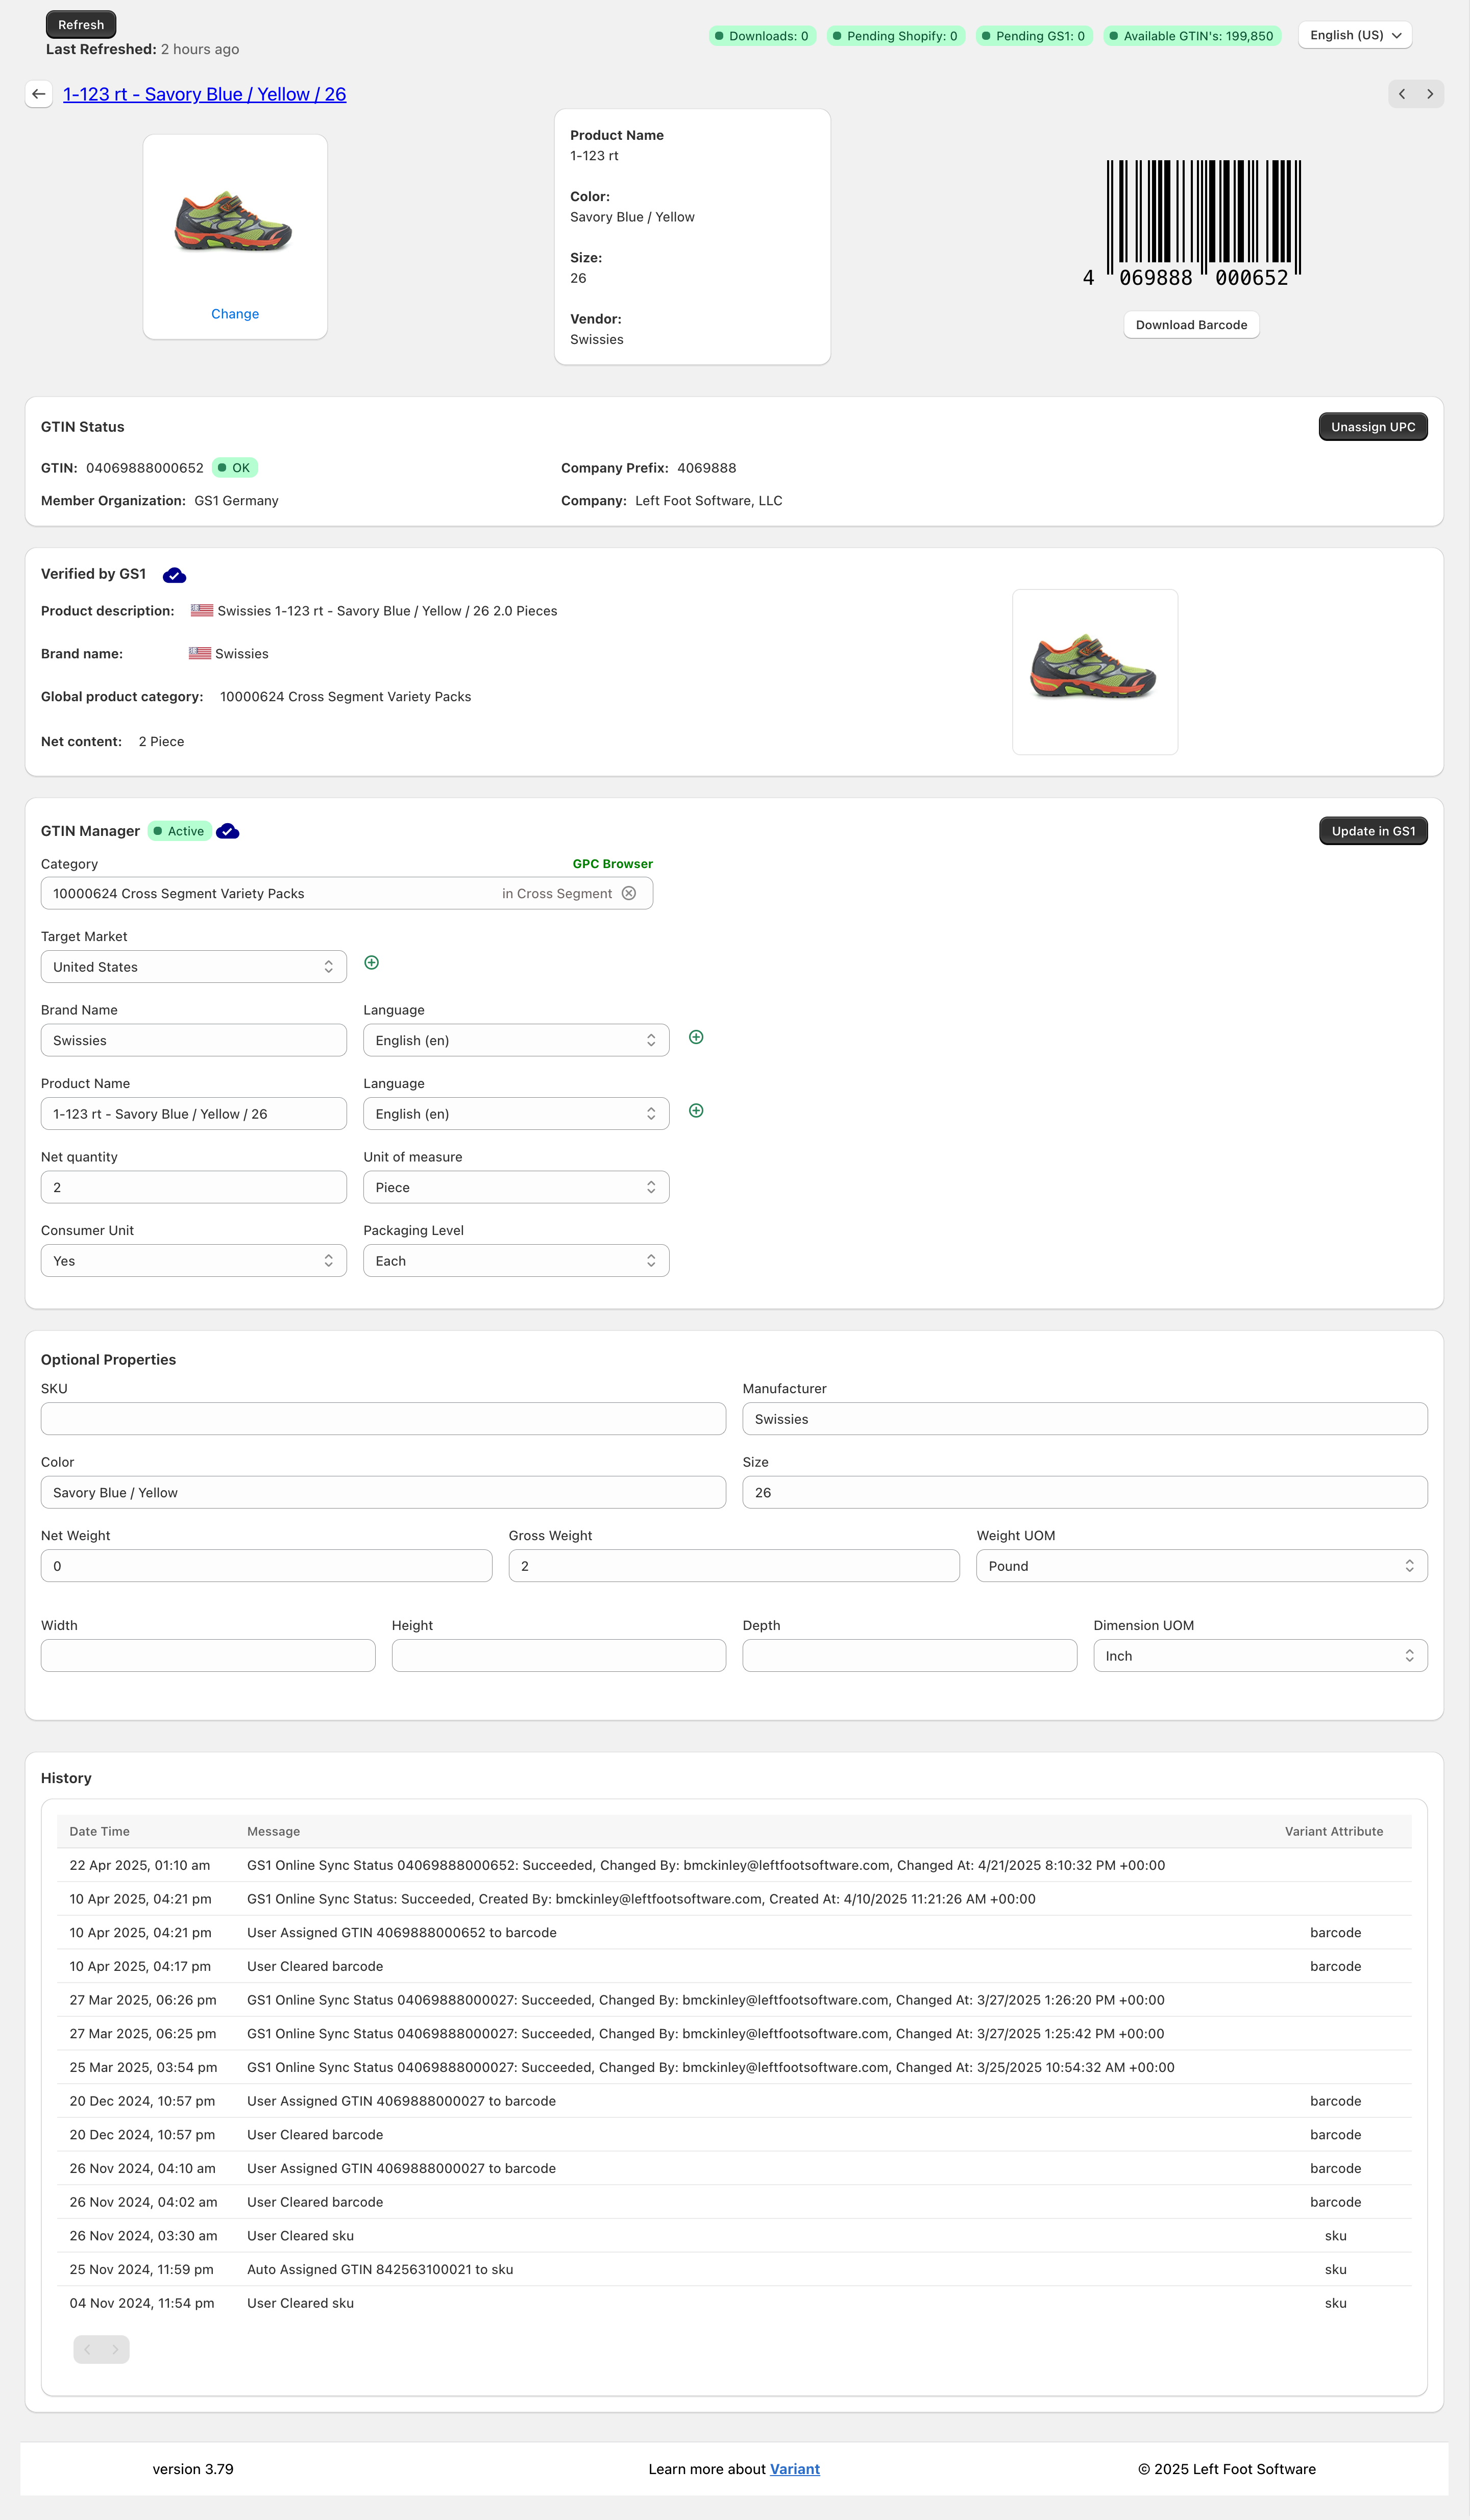 Refresh
Last Refreshed: 2 hours ago
Downloads: 0
Pending Shopify: 0
Pending GS1: 0
Available GTIN's: 199,850
English (US)
1-123 rt - Savory Blue / Yellow / 26
Change
Product Name
1-123 rt
Color:
Savory Blue / Yellow
Size:
26
Vendor:
Swissies
4 069888 000652
Download Barcode
GTIN Status
Unassign UPC
GTIN: 04069888000652 OK
Company Prefix: 4069888
Member Organization: GS1 Germany
Company: Left Foot Software, LLC
Verified by GS1
Product description: Swissies 1-123 rt - Savory Blue / Yellow / 26 2.0 Pieces
Brand name: Swissies
Global product category: 10000624 Cross Segment Variety Packs
Net content: 2 Piece
GTIN Manager Active
Update in GS1
Category GPC Browser
10000624 Cross Segment Variety Packs in Cross Segment
Target Market
United States
Brand Name Language
Swissies English (en)
Product Name Language
1-123 rt - Savory Blue / Yellow / 26 English (en)
Net quantity Unit of measure
2 Piece
Consumer Unit Packaging Level
Yes Each
Optional Properties
SKU Manufacturer
Swissies
Color Size
Savory Blue / Yellow 26
Net Weight Gross Weight Weight UOM
0 2 Pound
Width Height Depth Dimension UOM
Inch
History
Date Time Message Variant Attribute
22 Apr 2025, 01:10 am GS1 Online Sync Status 04069888000652: Succeeded, Changed By: bmckinley@leftfootsoftware.com, Changed At: 4/21/2025 8:10:32 PM +00:00
10 Apr 2025, 04:21 pm GS1 Online Sync Status: Succeeded, Created By: bmckinley@leftfootsoftware.com, Created At: 4/10/2025 11:21:26 AM +00:00
10 Apr 2025, 04:21 pm User Assigned GTIN 4069888000652 to barcode barcode
10 Apr 2025, 04:17 pm User Cleared barcode barcode
27 Mar 2025, 06:26 pm GS1 Online Sync Status 04069888000027: Succeeded, Changed By: bmckinley@leftfootsoftware.com, Changed At: 3/27/2025 1:26:20 PM +00:00
27 Mar 2025, 06:25 pm GS1 Online Sync Status 04069888000027: Succeeded, Changed By: bmckinley@leftfootsoftware.com, Changed At: 3/27/2025 1:25:42 PM +00:00
25 Mar 2025, 03:54 pm GS1 Online Sync Status 04069888000027: Succeeded, Changed By: bmckinley@leftfootsoftware.com, Changed At: 3/25/2025 10:54:32 AM +00:00
20 Dec 2024, 10:57 pm User Assigned GTIN 4069888000027 to barcode barcode
20 Dec 2024, 10:57 pm User Cleared barcode barcode
26 Nov 2024, 04:10 am User Assigned GTIN 4069888000027 to barcode barcode
26 Nov 2024, 04:02 am User Cleared barcode barcode
26 Nov 2024, 03:30 am User Cleared sku sku
25 Nov 2024, 11:59 pm Auto Assigned GTIN 842563100021 to sku sku
04 Nov 2024, 11:54 pm User Cleared sku sku
version 3.79
Learn more about Variant
© 2025 Left Foot Software